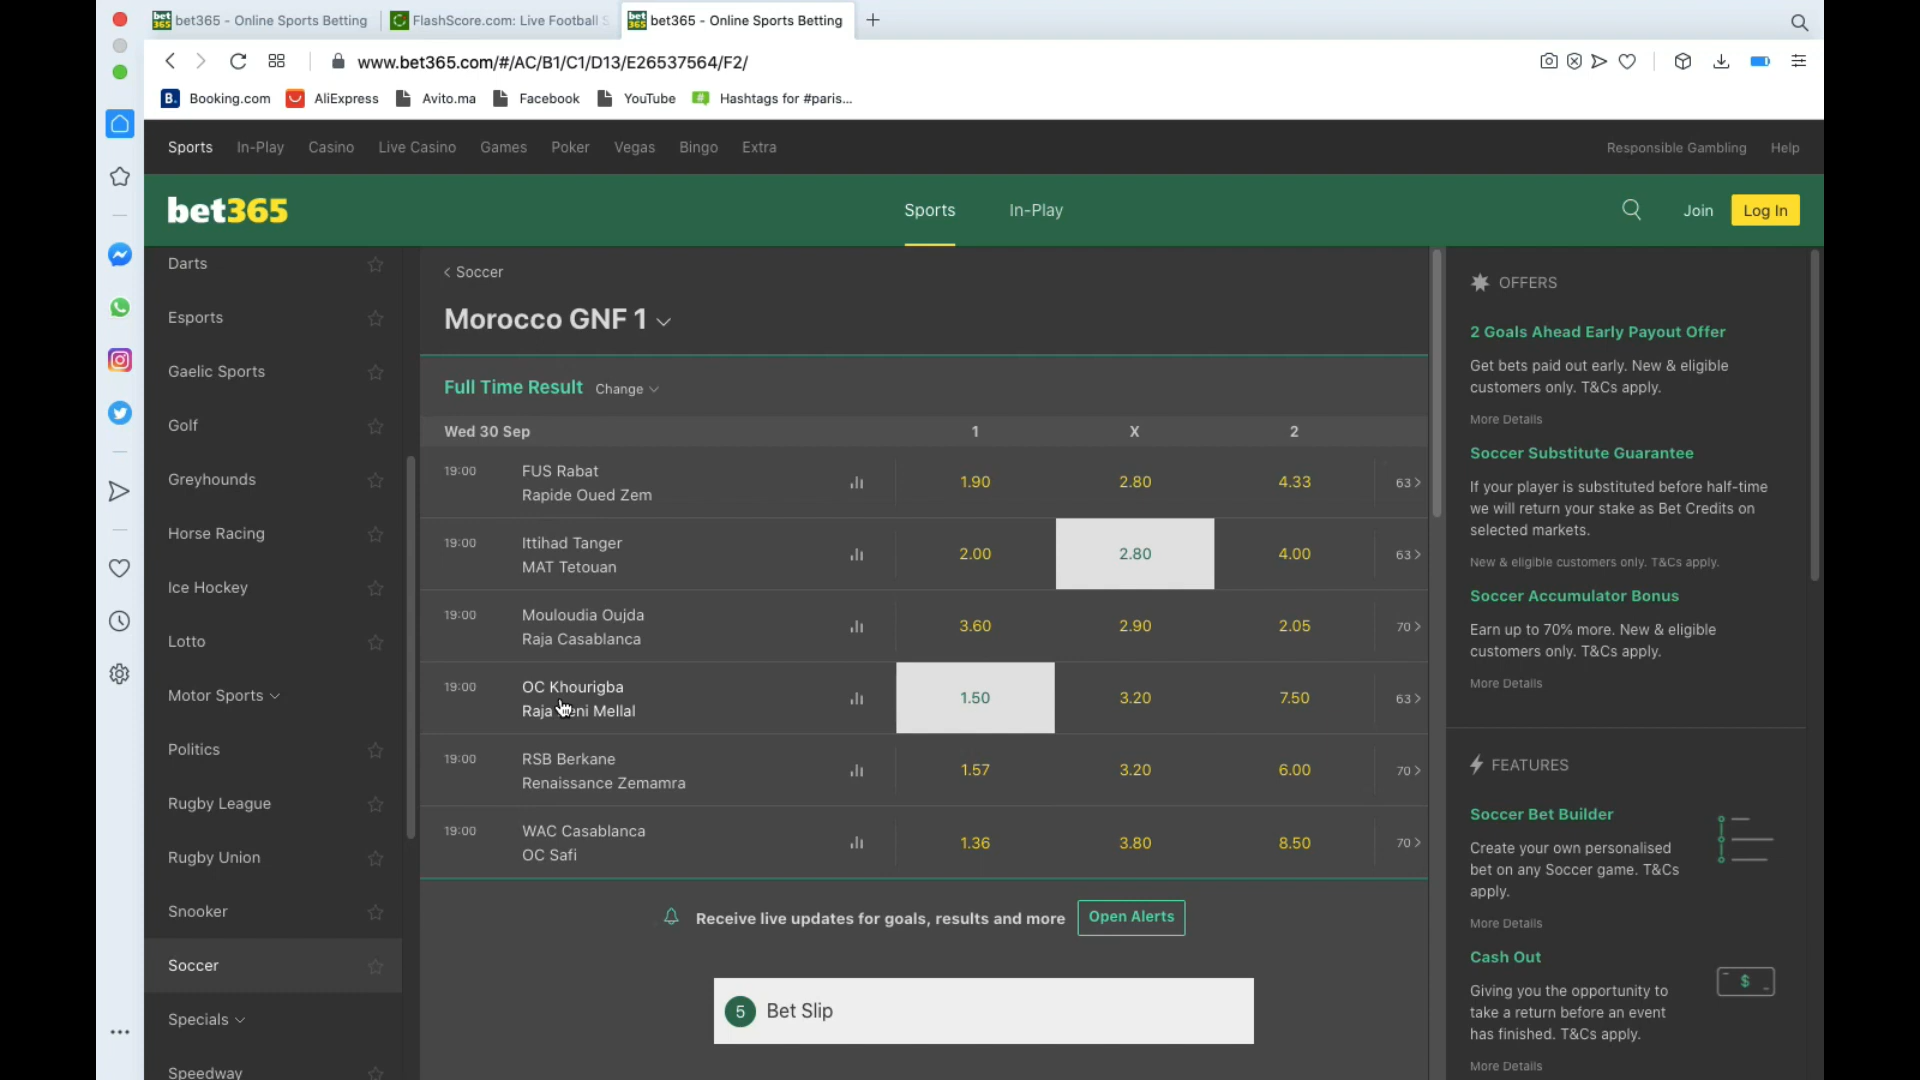 bet365 - Online Sports Betting
FlashScore.com: Live Football S
bet365 - Online Sports Betting
www.bet365.com/#/AC/B1/C1/D13/E26537564/F2/
B. Booking.com
AliExpress
Avito.ma
Facebook
YouTube
# Hashtags for #paris...
Sports In-Play Casino Live Casino Games Poker Vegas Bingo Extra
Responsible Gambling Help
bet365
Sports In-Play
Join Log In
Darts
Esports
Gaelic Sports
Golf
Greyhounds
Horse Racing
Ice Hockey
Lotto
Motor Sports
Politics
Rugby League
Rugby Union
Snooker
Soccer
Specials
Speedway
< Soccer
Morocco GNF 1
Full Time Result Change
Wed 30 Sep 1 X 2
19:00 FUS Rabat
Rapide Oued Zem
1.90 2.80 4.33 63 >
19:00 Ittihad Tanger
MAT Tetouan
2.00 2.80 4.00 63 >
19:00 Mouloudia Oujda
Raja Casablanca
3.60 2.90 2.05 70 >
19:00 OC Khourigba
Raja Beni Mellal
1.50 3.20 7.50 63 >
19:00 RSB Berkane
Renaissance Zemamra
1.57 3.20 6.00 70 >
19:00 WAC Casablanca
OC Safi
1.36 3.80 8.50 70 >
Receive live updates for goals, results and more Open Alerts
5 Bet Slip
OFFERS
2 Goals Ahead Early Payout Offer
Get bets paid out early. New & eligible
customers only. T&Cs apply.
More Details
Soccer Substitute Guarantee
If your player is substituted before half-time
we will return your stake as Bet Credits on
selected markets.
New & eligible customers only. T&Cs apply.
Soccer Accumulator Bonus
Earn up to 70% more. New & eligible
customers only. T&Cs apply.
More Details
FEATURES
Soccer Bet Builder
Create your own personalised
bet on any Soccer game. T&Cs
apply.
More Details
Cash Out
Giving you the opportunity to
take a return before an event
has finished. T&Cs apply.
$
More Details